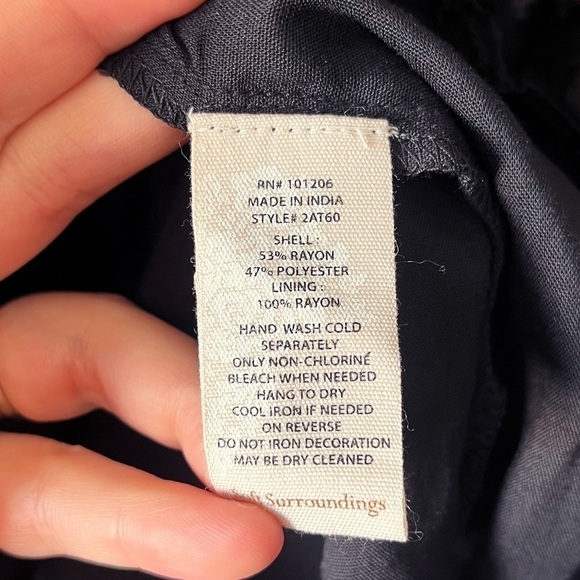 RN# 101206
MADE IN INDIA
STYLE# 2AT60
SHELL :
53% RAYON
47% POLYESTER
LINING :
100% RAYON
HAND WASH COLD
SEPARATELY
ONLY NON-CHLORINE
BLEACH WHEN NEEDED
HANG TO DRY
COOL IRON IF NEEDED
ON REVERSE
DO NOT IRON DECORATION
MAY BE DRY CLEANED
Soft Surroundings